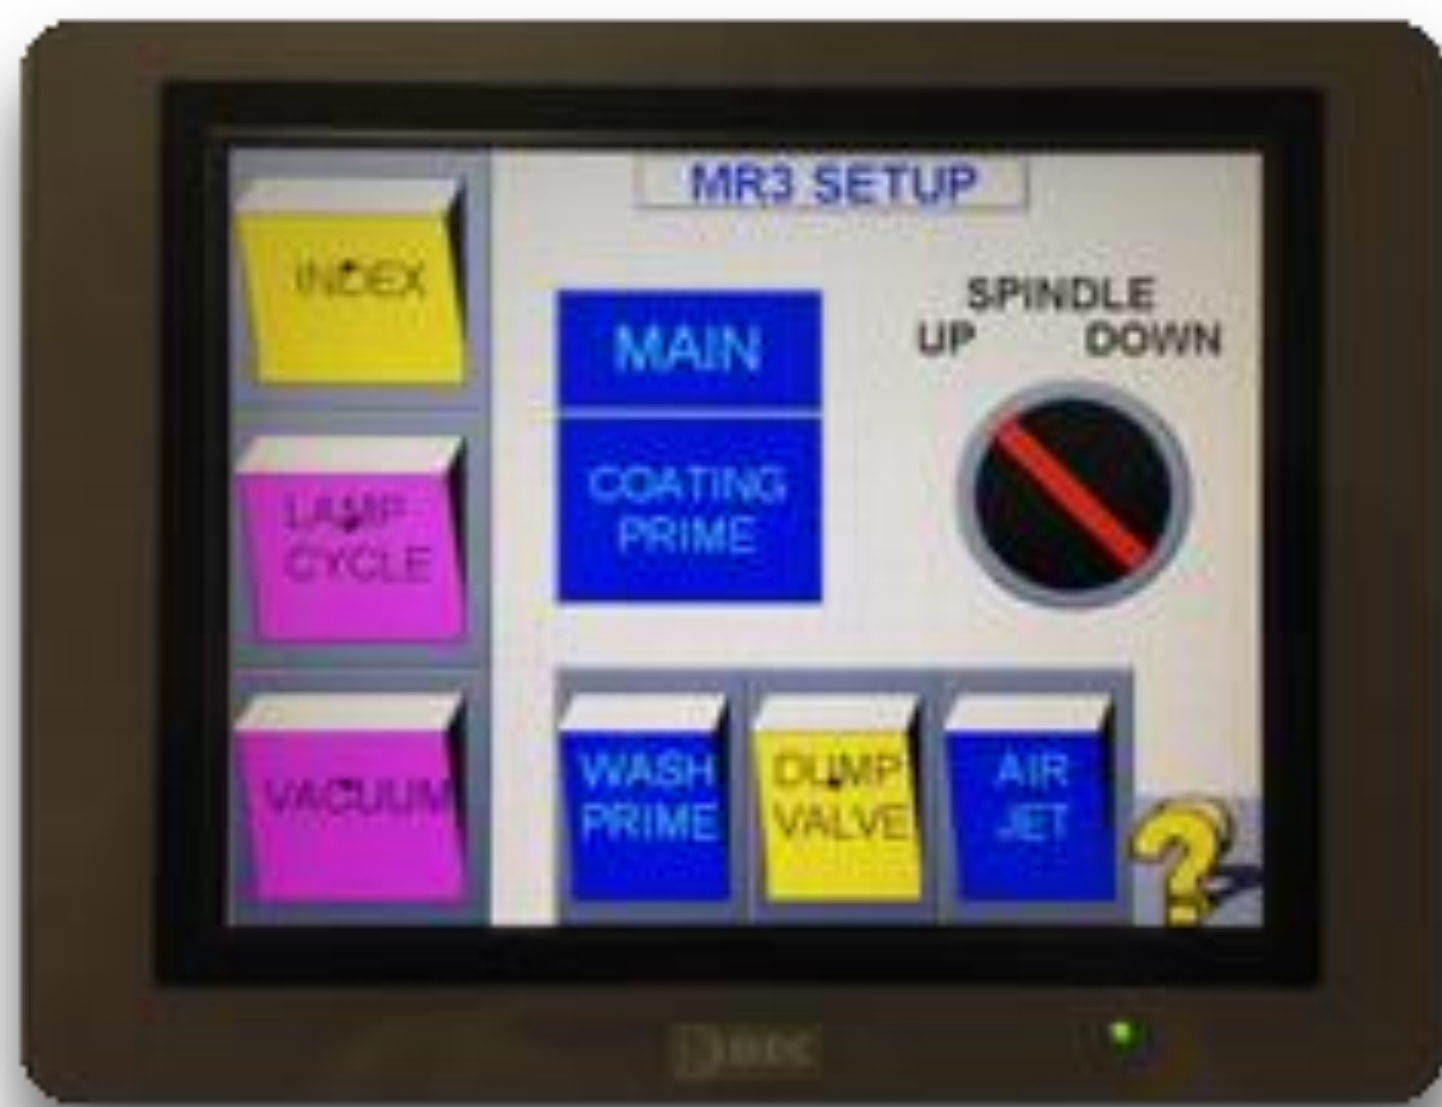 MR3 SETUP
INDEX
MAIN
SPINDLE
UP DOWN
LAMP
CYCLE
COATING
PRIME
VACUUM
WASH
PRIME
DUMP
VALVE
AIR
JET
?